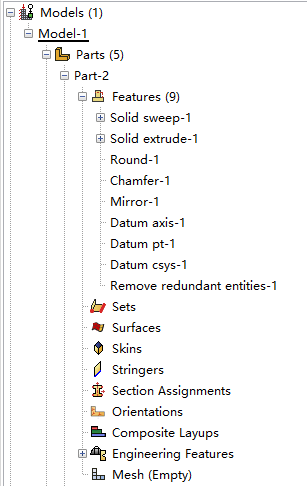 Models (1)
Model-1
Parts (5)
Part-2
Features (9)
Solid sweep-1
Solid extrude-1
Round-1
Chamfer-1
Mirror-1
Datum axis-1
Datum pt-1
Datum csys-1
Remove redundant entities-1
Sets
Surfaces
Skins
Stringers
Section Assignments
Orientations
Composite Layups
Engineering Features
Mesh (Empty)